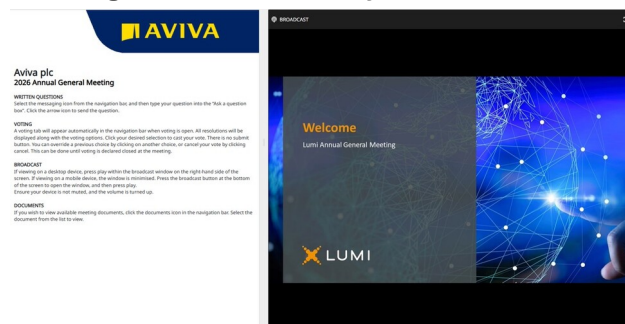 AVIVA
Aviva plc
2026 Annual General Meeting
WRITTEN QUESTIONS
Select the messaging icon from the navigation bar, and then type your question into the "Ask a question
box". Click the arrow icon to send the question.
VOTING
A voting tab will appear automatically in the navigation bar when voting is open. All resolutions will be
displayed along with the voting options. Click your desired selection to cast your vote. There is no submit
button. You can override a previous choice by clicking on another choice, or cancel your vote by clicking
cancel. This can be done until voting is declared closed at the meeting.
BROADCAST
If viewing on a desktop device, press play within the broadcast window on the right-hand side of the
screen. If viewing on a mobile device, the window is minimised. Press the broadcast button at the bottom
of the screen to open the window, and then press play.
Ensure your device is not muted, and the volume is turned up.
DOCUMENTS
If you wish to view available meeting documents, click the documents icon in the navigation bar. Select the
document from the list to view.
BROADCAST
Welcome
Lumi Annual General Meeting
LUMI